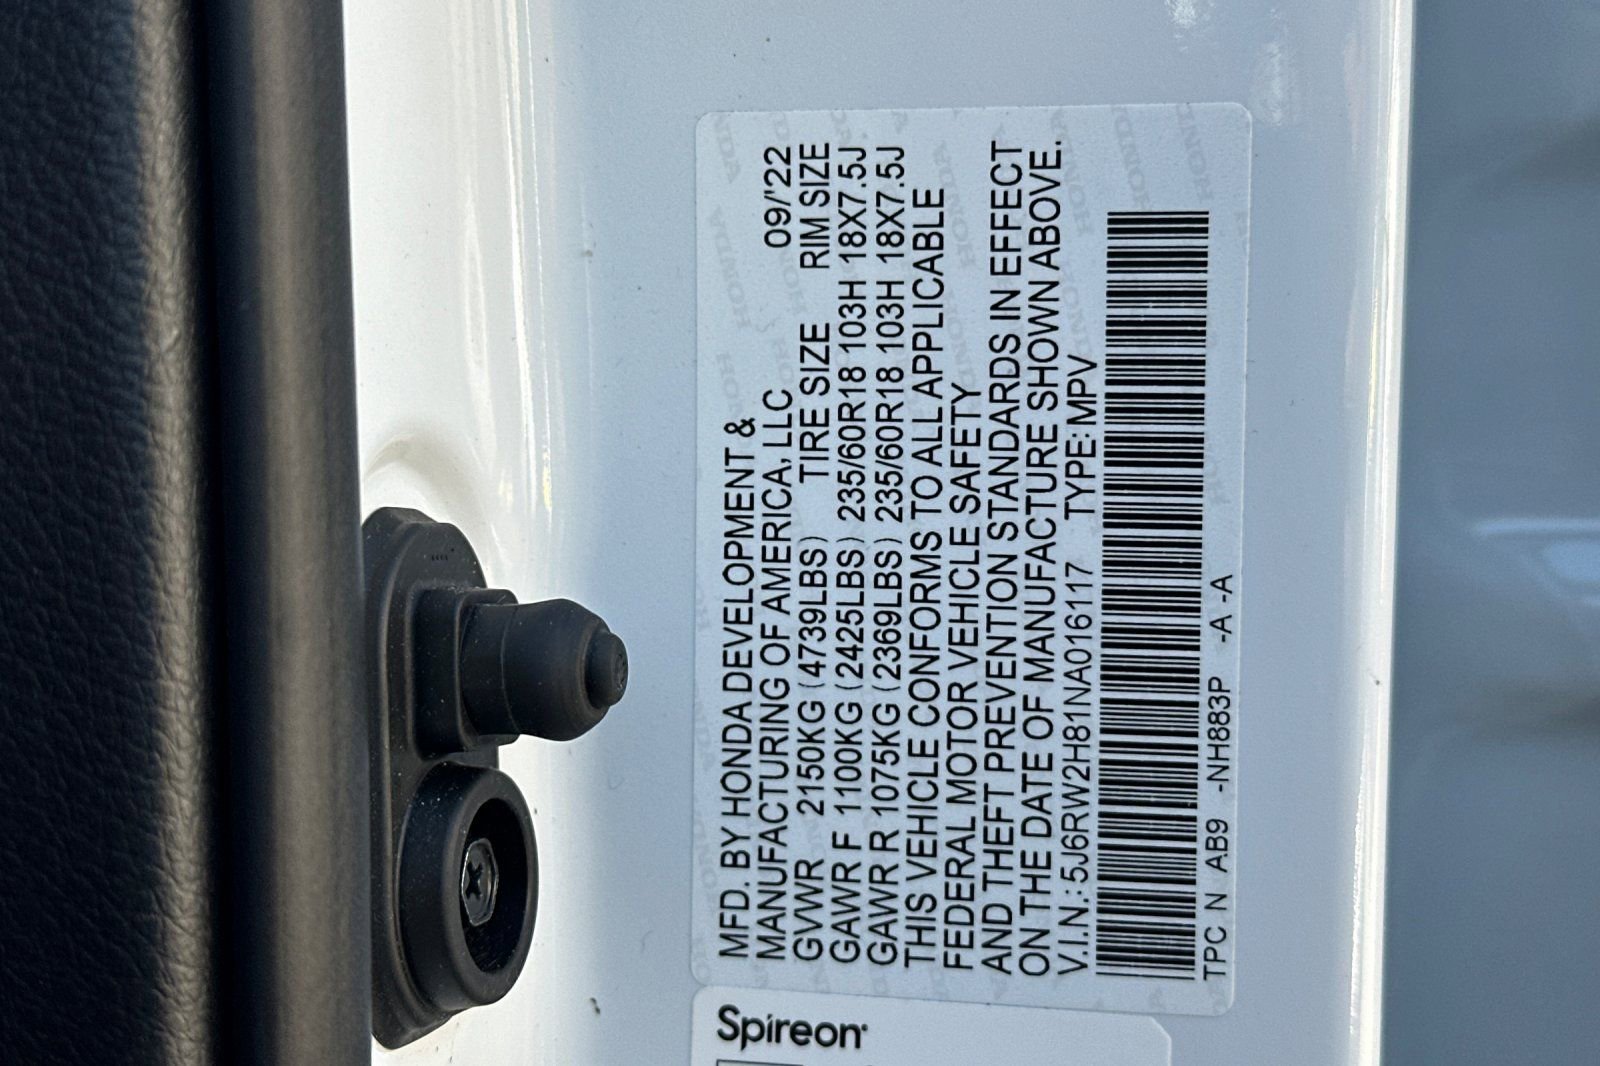 MFD. BY HONDA DEVELOPMENT &
MANUFACTURING OF AMERICA, LLC 09/'22
GVWR 2150KG (4739LBS) TIRE SIZE RIM SIZE
GAWR F 1100KG (2425LBS) 235/60R18 103H 18X7.5J
GAWR R 1075KG (2369LBS) 235/60R18 103H 18X7.5J
THIS VEHICLE CONFORMS TO ALL APPLICABLE
FEDERAL MOTOR VEHICLE SAFETY
AND THEFT PREVENTION STANDARDS IN EFFECT
ON THE DATE OF MANUFACTURE SHOWN ABOVE.
V.I.N.: 5J6RW2H81NA016117 TYPE: MPV
TPC N AB9 -NH883P -A -A
Spireon